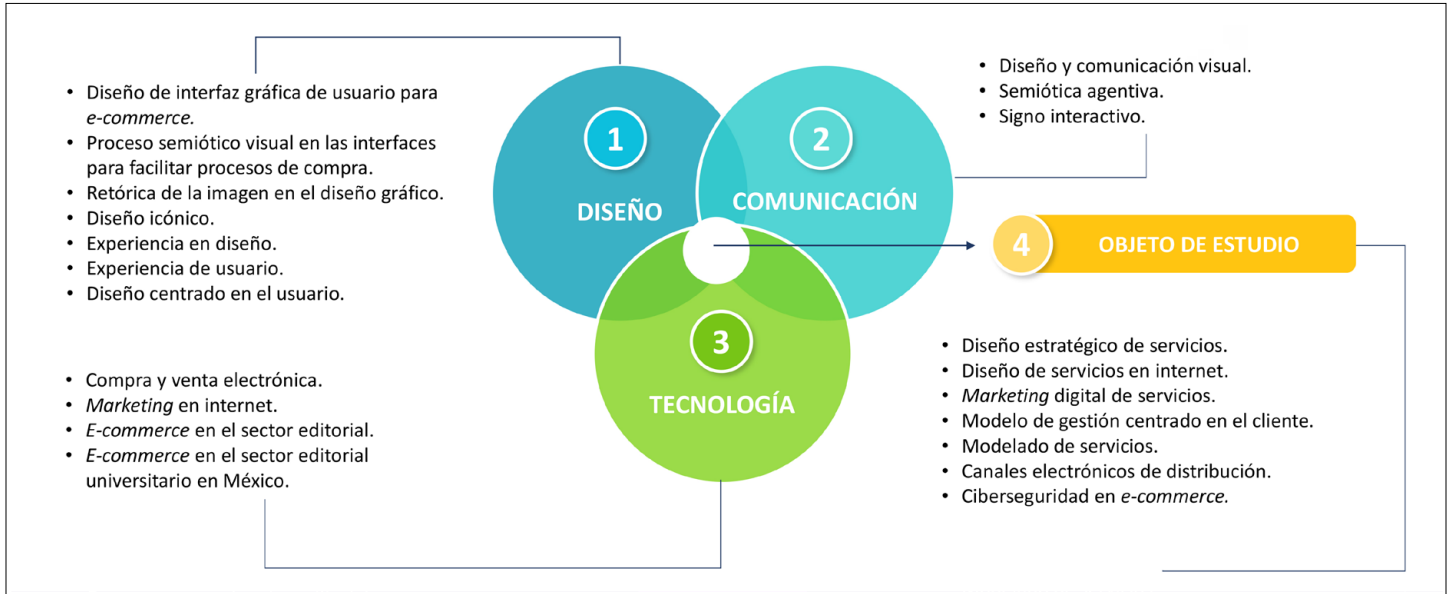 • Diseño de interfaz gráfica de usuario para
e-commerce.
• Proceso semiótico visual en las interfaces
para facilitar procesos de compra.
• Retórica de la imagen en el diseño gráfico.
• Diseño icónico.
• Experiencia en diseño.
• Experiencia de usuario.
• Diseño centrado en el usuario.
1
DISEÑO
2
COMUNICACIÓN
• Diseño y comunicación visual.
• Semiótica agentiva.
• Signo interactivo.
4
OBJETO DE ESTUDIO
3
TECNOLOGÍA
• Compra y venta electrónica.
• Marketing en internet.
• E-commerce en el sector editorial.
• E-commerce en el sector editorial
universitario en México.
• Diseño estratégico de servicios.
• Diseño de servicios en internet.
• Marketing digital de servicios.
• Modelo de gestión centrado en el cliente.
• Modelado de servicios.
• Canales electrónicos de distribución.
• Ciberseguridad en e-commerce.